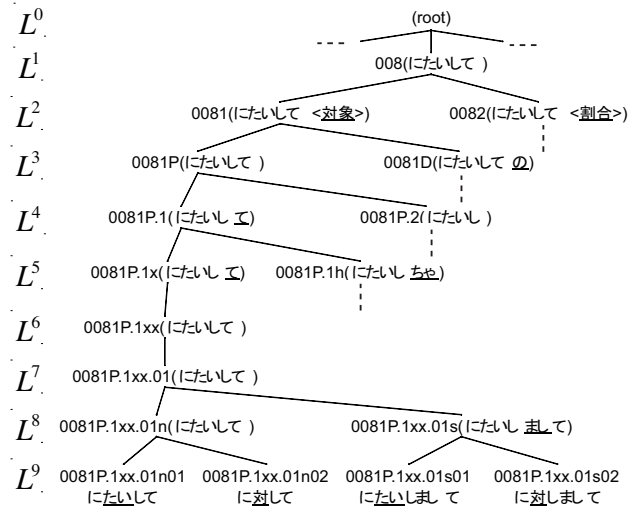 L0 (root)
L1 008(にたいして )
L2 0081(にたいして <対象>) 0082(にたいして <割合>)
L3 0081P(にたいして ) 0081D(にたいして の)
L4 0081P.1(にたいし て) 0081P.2(にたいし )
L5 0081P.1x(にたいし て) 0081P.1h(にたいし ちゃ)
L6 0081P.1xx(にたいして )
L7 0081P.1xx.01(にたいして )
L8 0081P.1xx.01n(にたいして ) 0081P.1xx.01s(にたいし まして)
L9 0081P.1xx.01n01 0081P.1xx.01n02 0081P.1xx.01s01 0081P.1xx.01s02
にたいして に対して にたいしまし て に対しまして